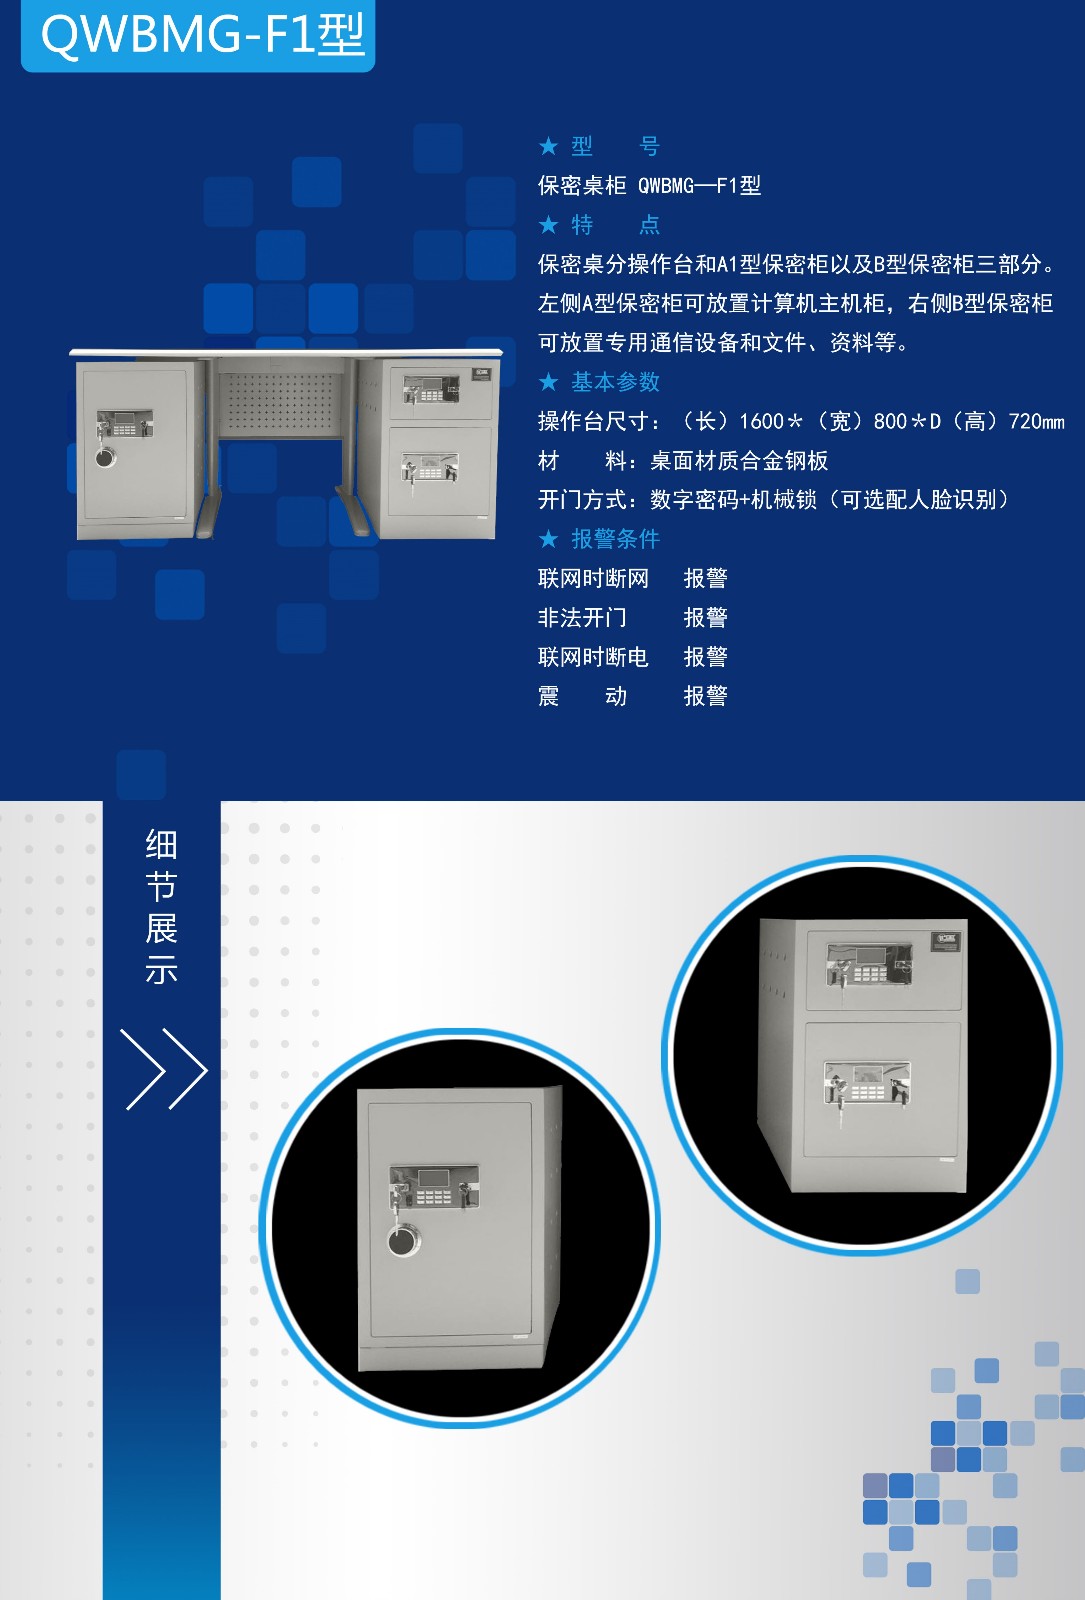 QWBMG-F1型
★ 型 号
保密桌柜 QWBMG—F1型
★ 特 点
保密桌分操作台和A1型保密柜以及B型保密柜三部分。
左侧A型保密柜可放置计算机主机柜，右侧B型保密柜
可放置专用通信设备和文件、资料等。
★ 基本参数
操作台尺寸：（长）1600＊（宽）800＊D（高）720mm
材 料：桌面材质合金钢板
开门方式：数字密码+机械锁（可选配人脸识别）
★ 报警条件
联网时断网 报警
非法开门 报警
联网时断电 报警
震 动 报警
细节展示